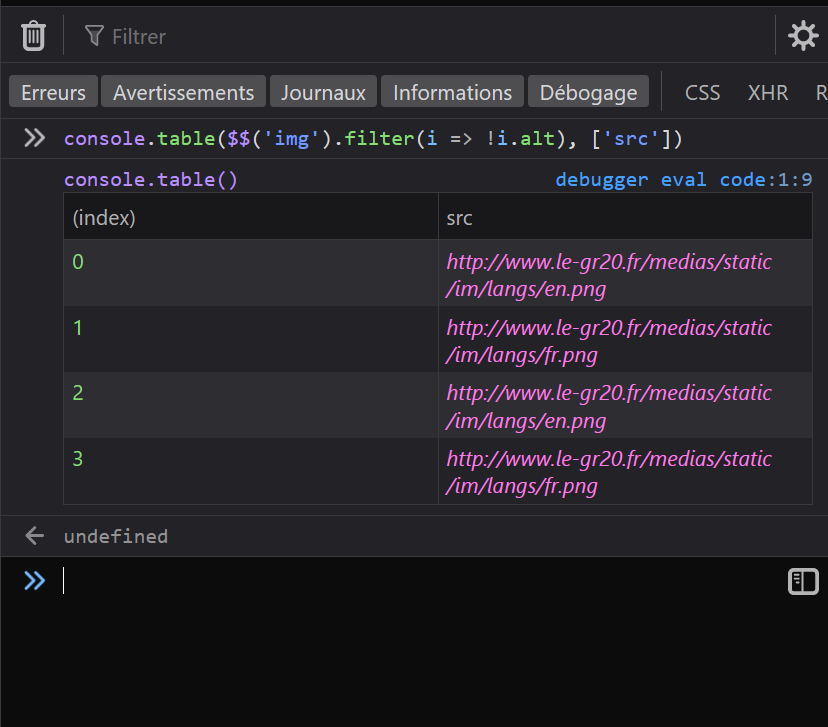 Filtrer
Erreurs Avertissements Journaux Informations Débogage CSS XHR R
console.table($$('img').filter(i => !i.alt), ['src'])
console.table() debugger eval code:1:9
(index) src
0 http://www.le-gr20.fr/medias/static
/im/langs/en.png
1 http://www.le-gr20.fr/medias/static
/im/langs/fr.png
2 http://www.le-gr20.fr/medias/static
/im/langs/en.png
3 http://www.le-gr20.fr/medias/static
/im/langs/fr.png
undefined